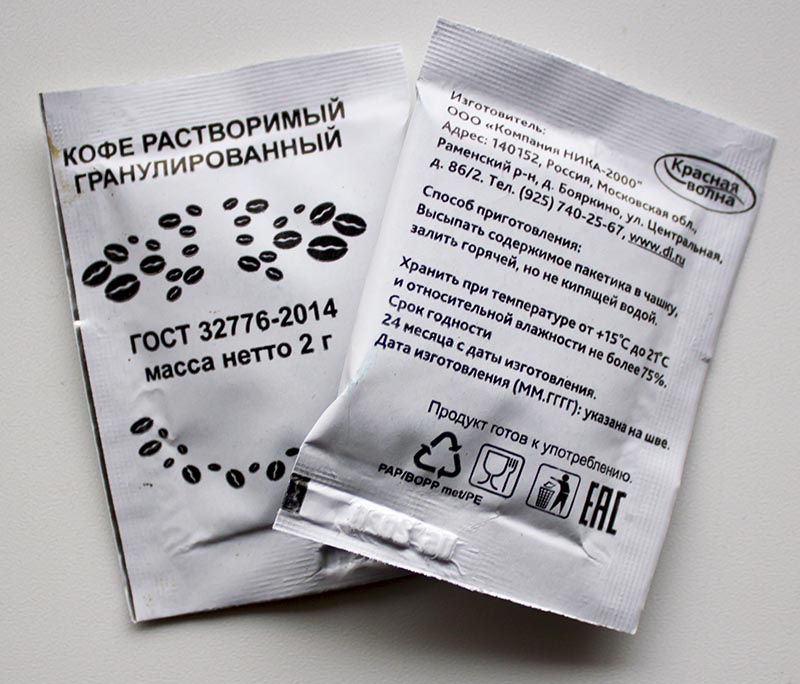 КОФЕ РАСТВОРИМЫЙ
ГРАНУЛИРОВАННЫЙ
ГОСТ 32776-2014
масса нетто 2 г
Изготовитель:
ООО «Компания НИКА-2000"
Адрес: 140152, Россия, Московская обл.,
Раменский р-н, д. Бояркино, ул. Центральная,
д. 86/2. Тел. (925) 740-25-67, www.dl.ru
Красная
волна
Способ приготовления:
Высыпать содержимое пакетика в чашку,
залить горячей, но не кипящей водой.
Хранить при температуре от +15°С до 21°С
и относительной влажности не более 75%.
Срок годности
24 месяца с даты изготовления.
Дата изготовления (ММ.ГГГГ): указана на шве.
Продукт готов к употреблению.
PAP/BOPP met/PE
EAC